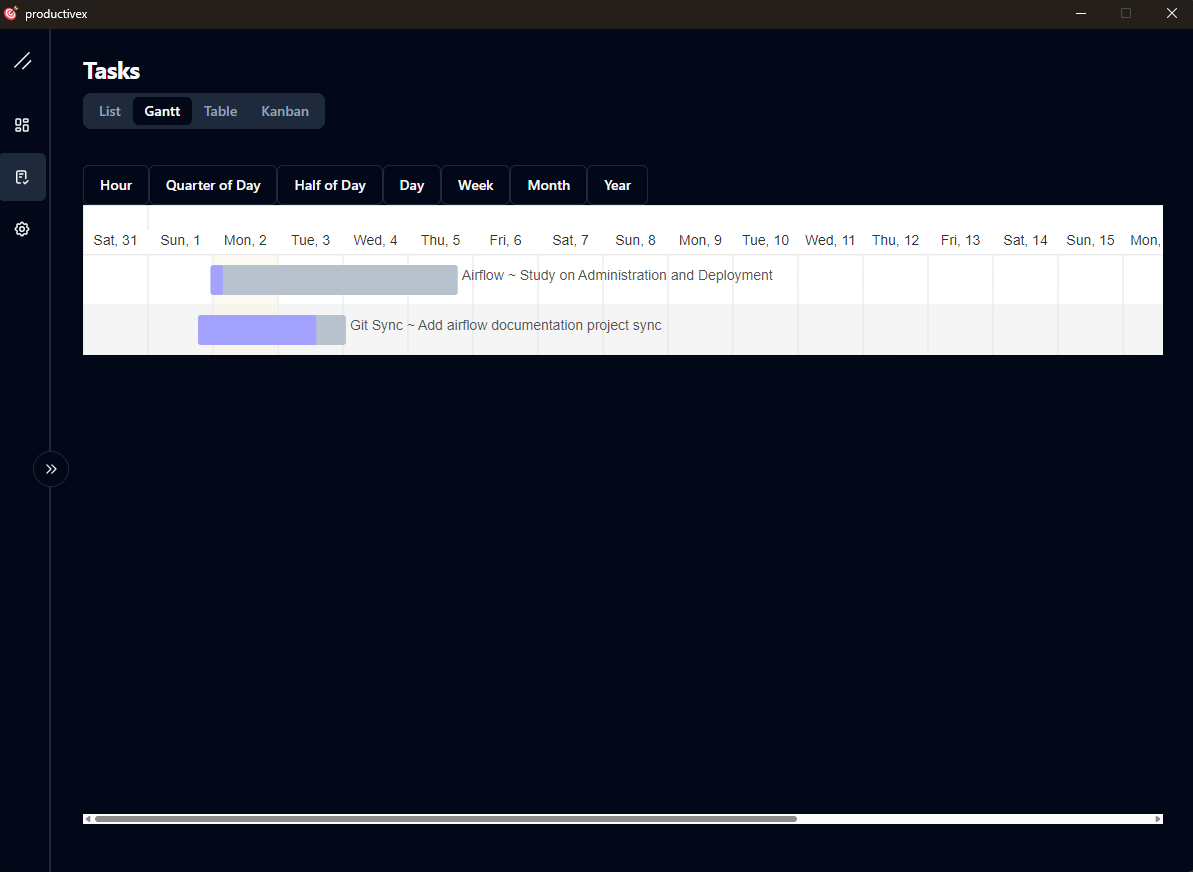 productivex
Tasks
List Gantt Table Kanban
Hour Quarter of Day Half of Day Day Week Month Year
Sat, 31 Sun, 1 Mon, 2 Tue, 3 Wed, 4 Thu, 5 Fri, 6 Sat, 7 Sun, 8 Mon, 9 Tue, 10 Wed, 11 Thu, 12 Fri, 13 Sat, 14 Sun, 15 Mon,
Airflow ~ Study on Administration and Deployment
Git Sync ~ Add airflow documentation project sync